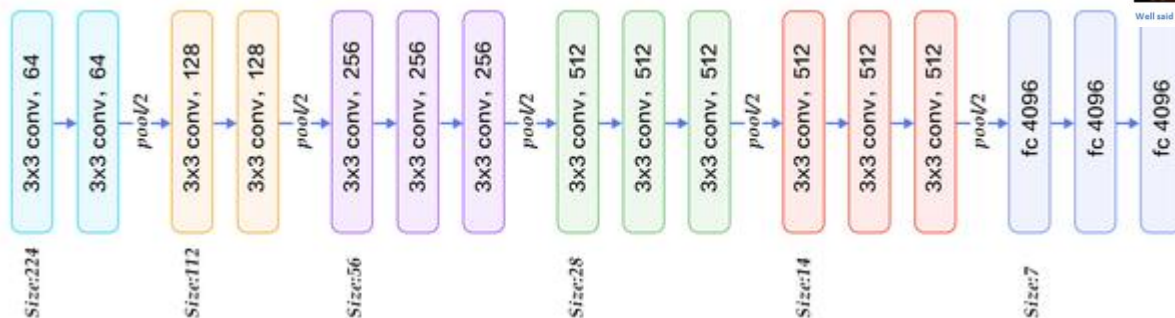 Well said
3x3 conv, 64
3x3 conv, 64
pool/2
3x3 conv, 128
3x3 conv, 128
pool/2
3x3 conv, 256
3x3 conv, 256
3x3 conv, 256
pool/2
3x3 conv, 512
3x3 conv, 512
3x3 conv, 512
pool/2
3x3 conv, 512
3x3 conv, 512
3x3 conv, 512
pool/2
fc 4096
fc 4096
fc 4096
Size:224
Size:112
Size:56
Size:28
Size:14
Size:7